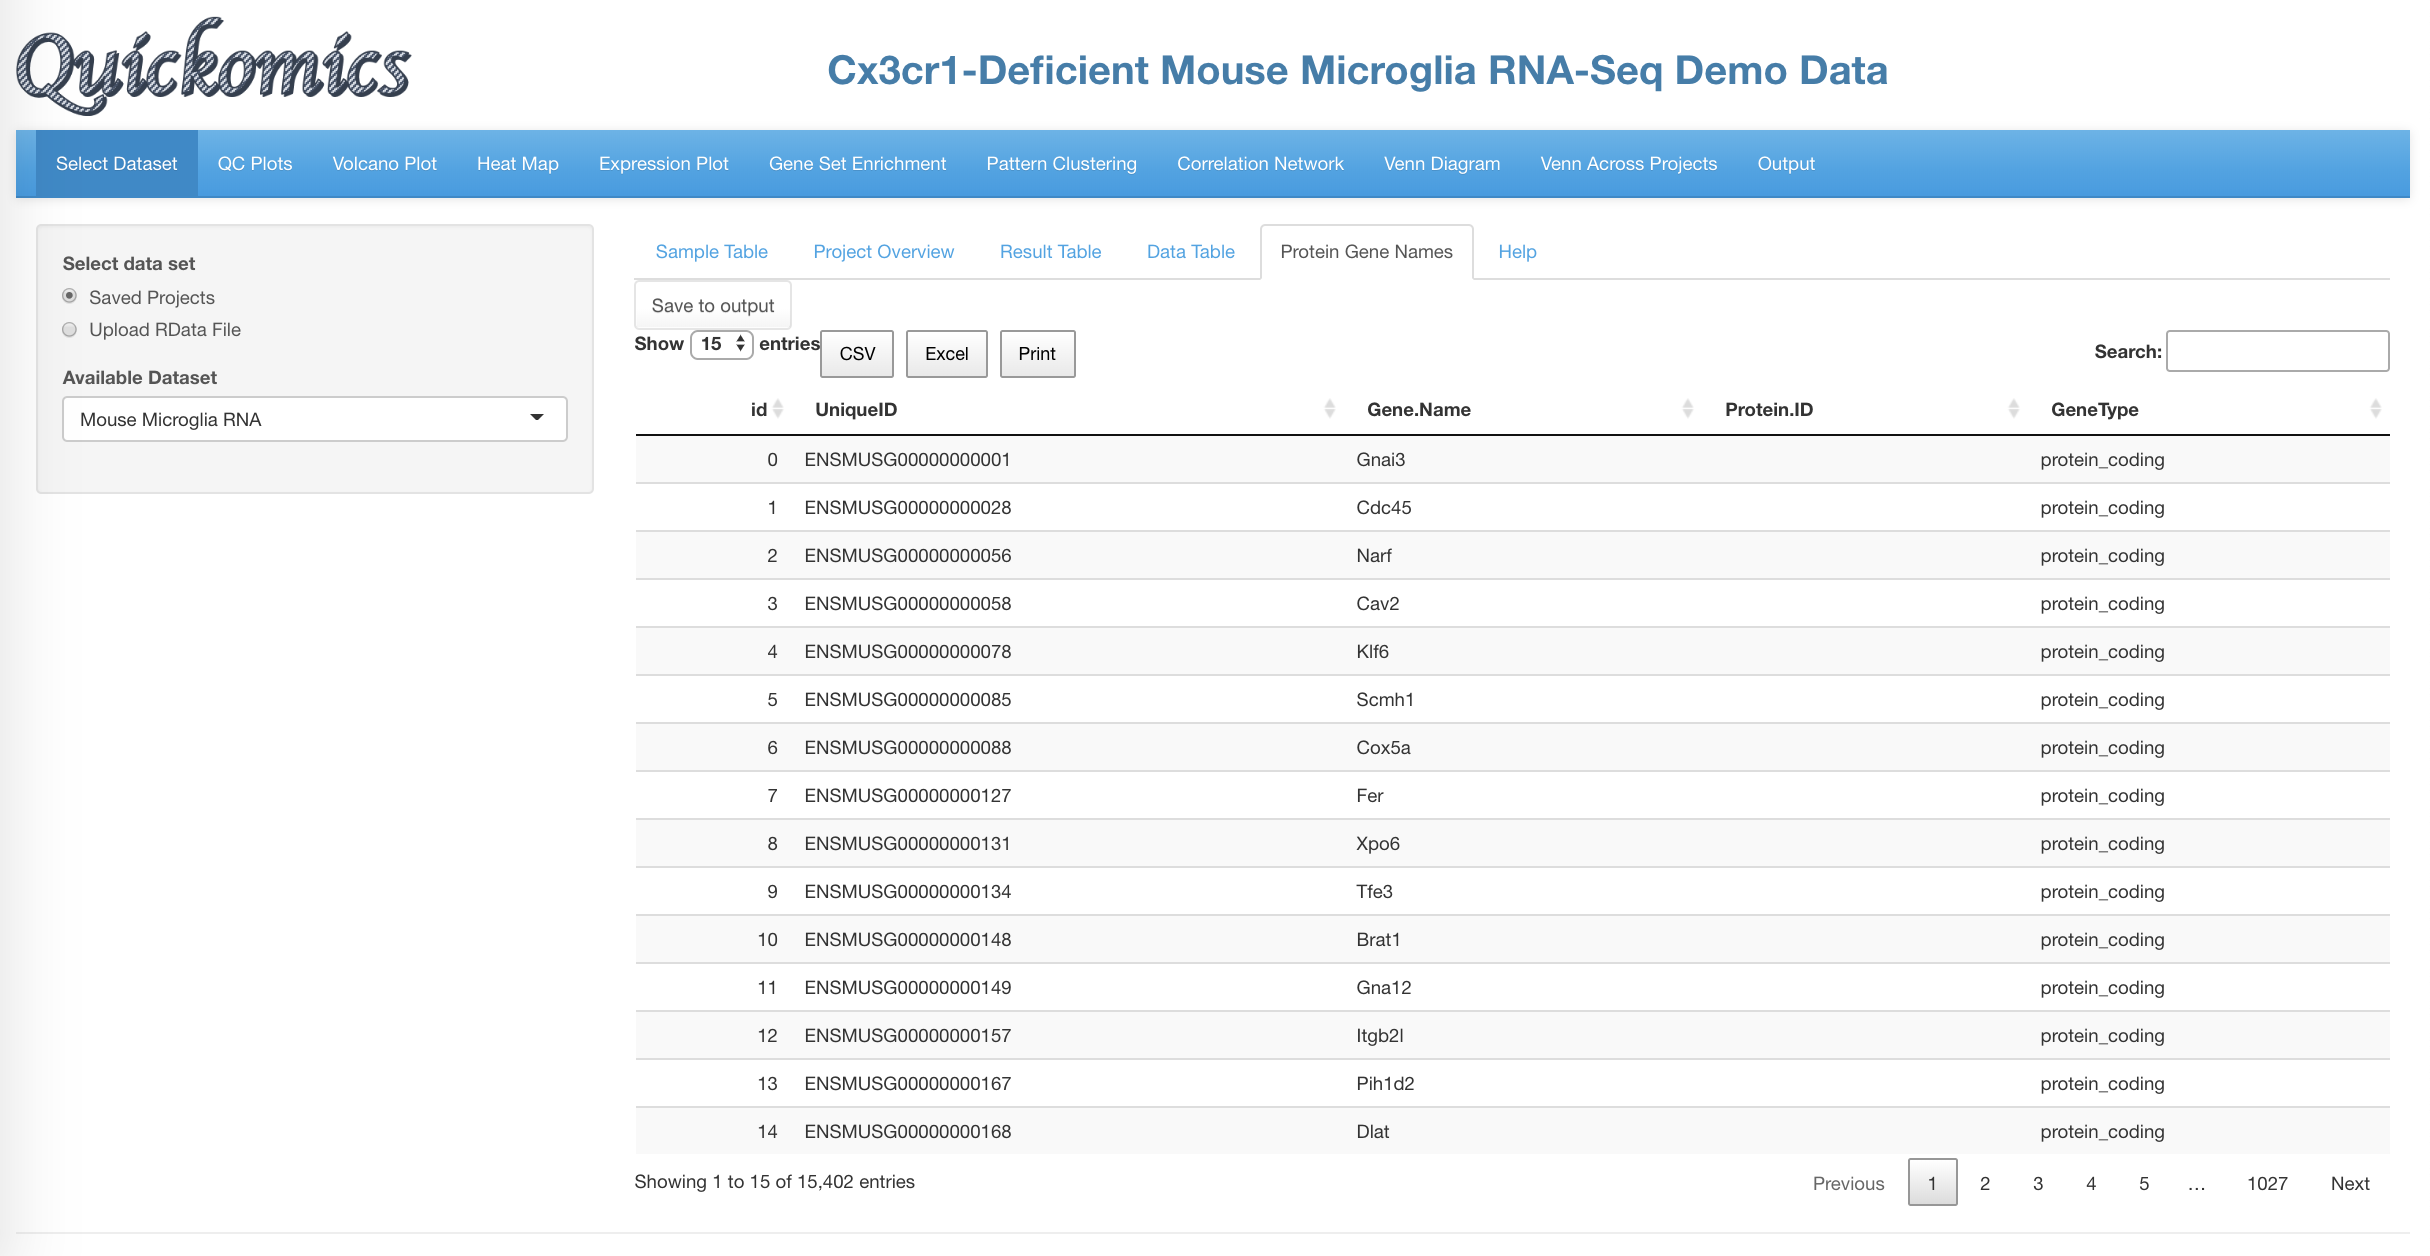 Quickomics
Cx3cr1-Deficient Mouse Microglia RNA-Seq Demo Data
Select Dataset QC Plots Volcano Plot Heat Map Expression Plot Gene Set Enrichment Pattern Clustering Correlation Network Venn Diagram Venn Across Projects Output
Select data set
Saved Projects
Upload RData File
Available Dataset
Mouse Microglia RNA
Sample Table Project Overview Result Table Data Table Protein Gene Names Help
Save to output
Show 15 entries CSV Excel Print Search:
id UniqueID Gene.Name Protein.ID GeneType
0 ENSMUSG00000000001 Gnai3 protein_coding
1 ENSMUSG00000000028 Cdc45 protein_coding
2 ENSMUSG00000000056 Narf protein_coding
3 ENSMUSG00000000058 Cav2 protein_coding
4 ENSMUSG00000000078 Klf6 protein_coding
5 ENSMUSG00000000085 Scmh1 protein_coding
6 ENSMUSG00000000088 Cox5a protein_coding
7 ENSMUSG00000000127 Fer protein_coding
8 ENSMUSG00000000131 Xpo6 protein_coding
9 ENSMUSG00000000134 Tfe3 protein_coding
10 ENSMUSG00000000148 Brat1 protein_coding
11 ENSMUSG00000000149 Gna12 protein_coding
12 ENSMUSG00000000157 Itgb2l protein_coding
13 ENSMUSG00000000167 Pih1d2 protein_coding
14 ENSMUSG00000000168 Dlat protein_coding
Showing 1 to 15 of 15,402 entries Previous 1 2 3 4 5 … 1027 Next